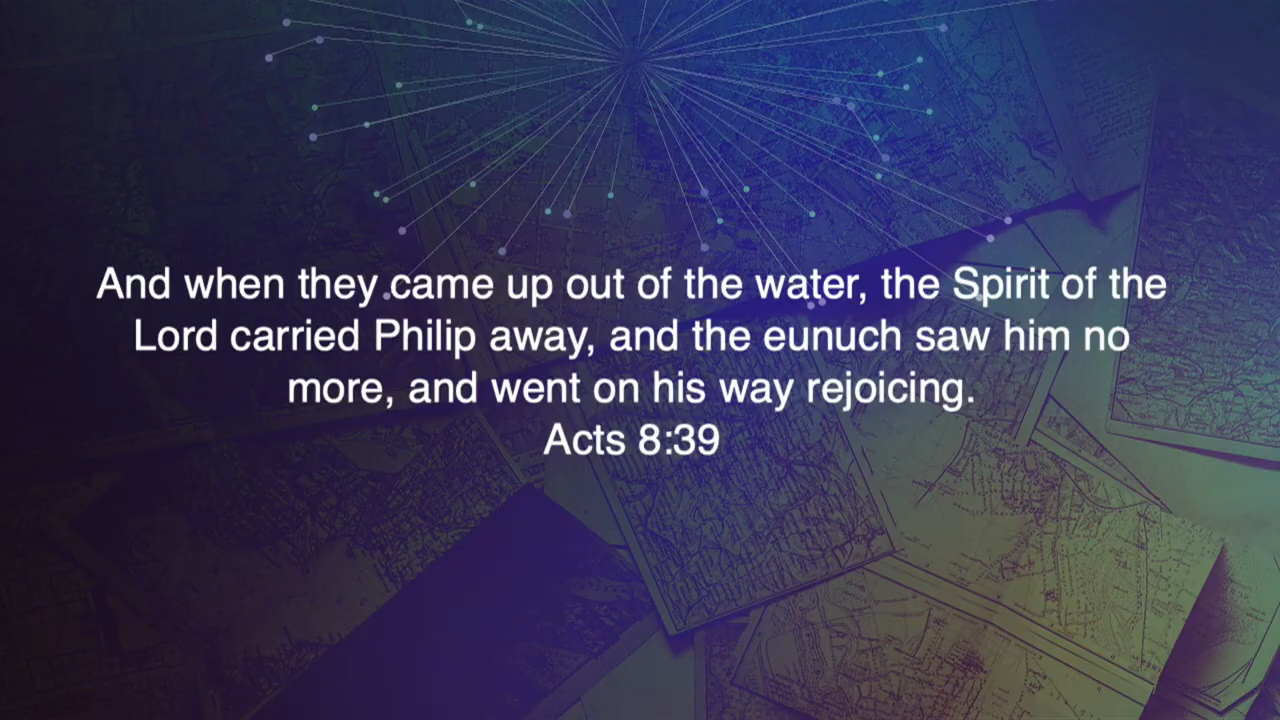 And when they came up out of the water, the Spirit of the
Lord carried Philip away, and the eunuch saw him no
more, and went on his way rejoicing.
Acts 8:39